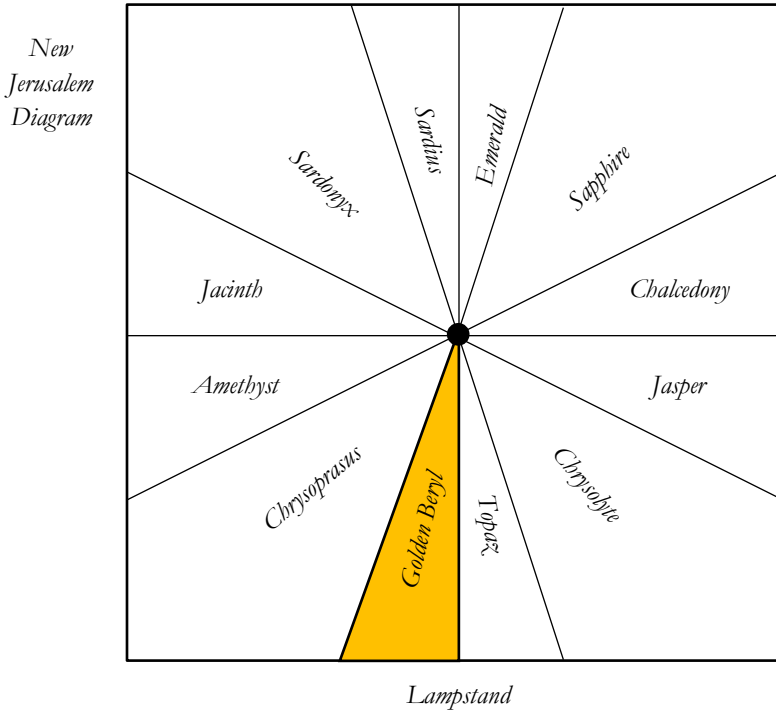 New
Jerusalem
Diagram
Sardius
Emerald
Sardonyx
Sapphire
Jacinth
Chalcedony
Amethyst
Jasper
Chrysoprasus
Golden Beryl
Topaz
Chrysolyte
Lampstand